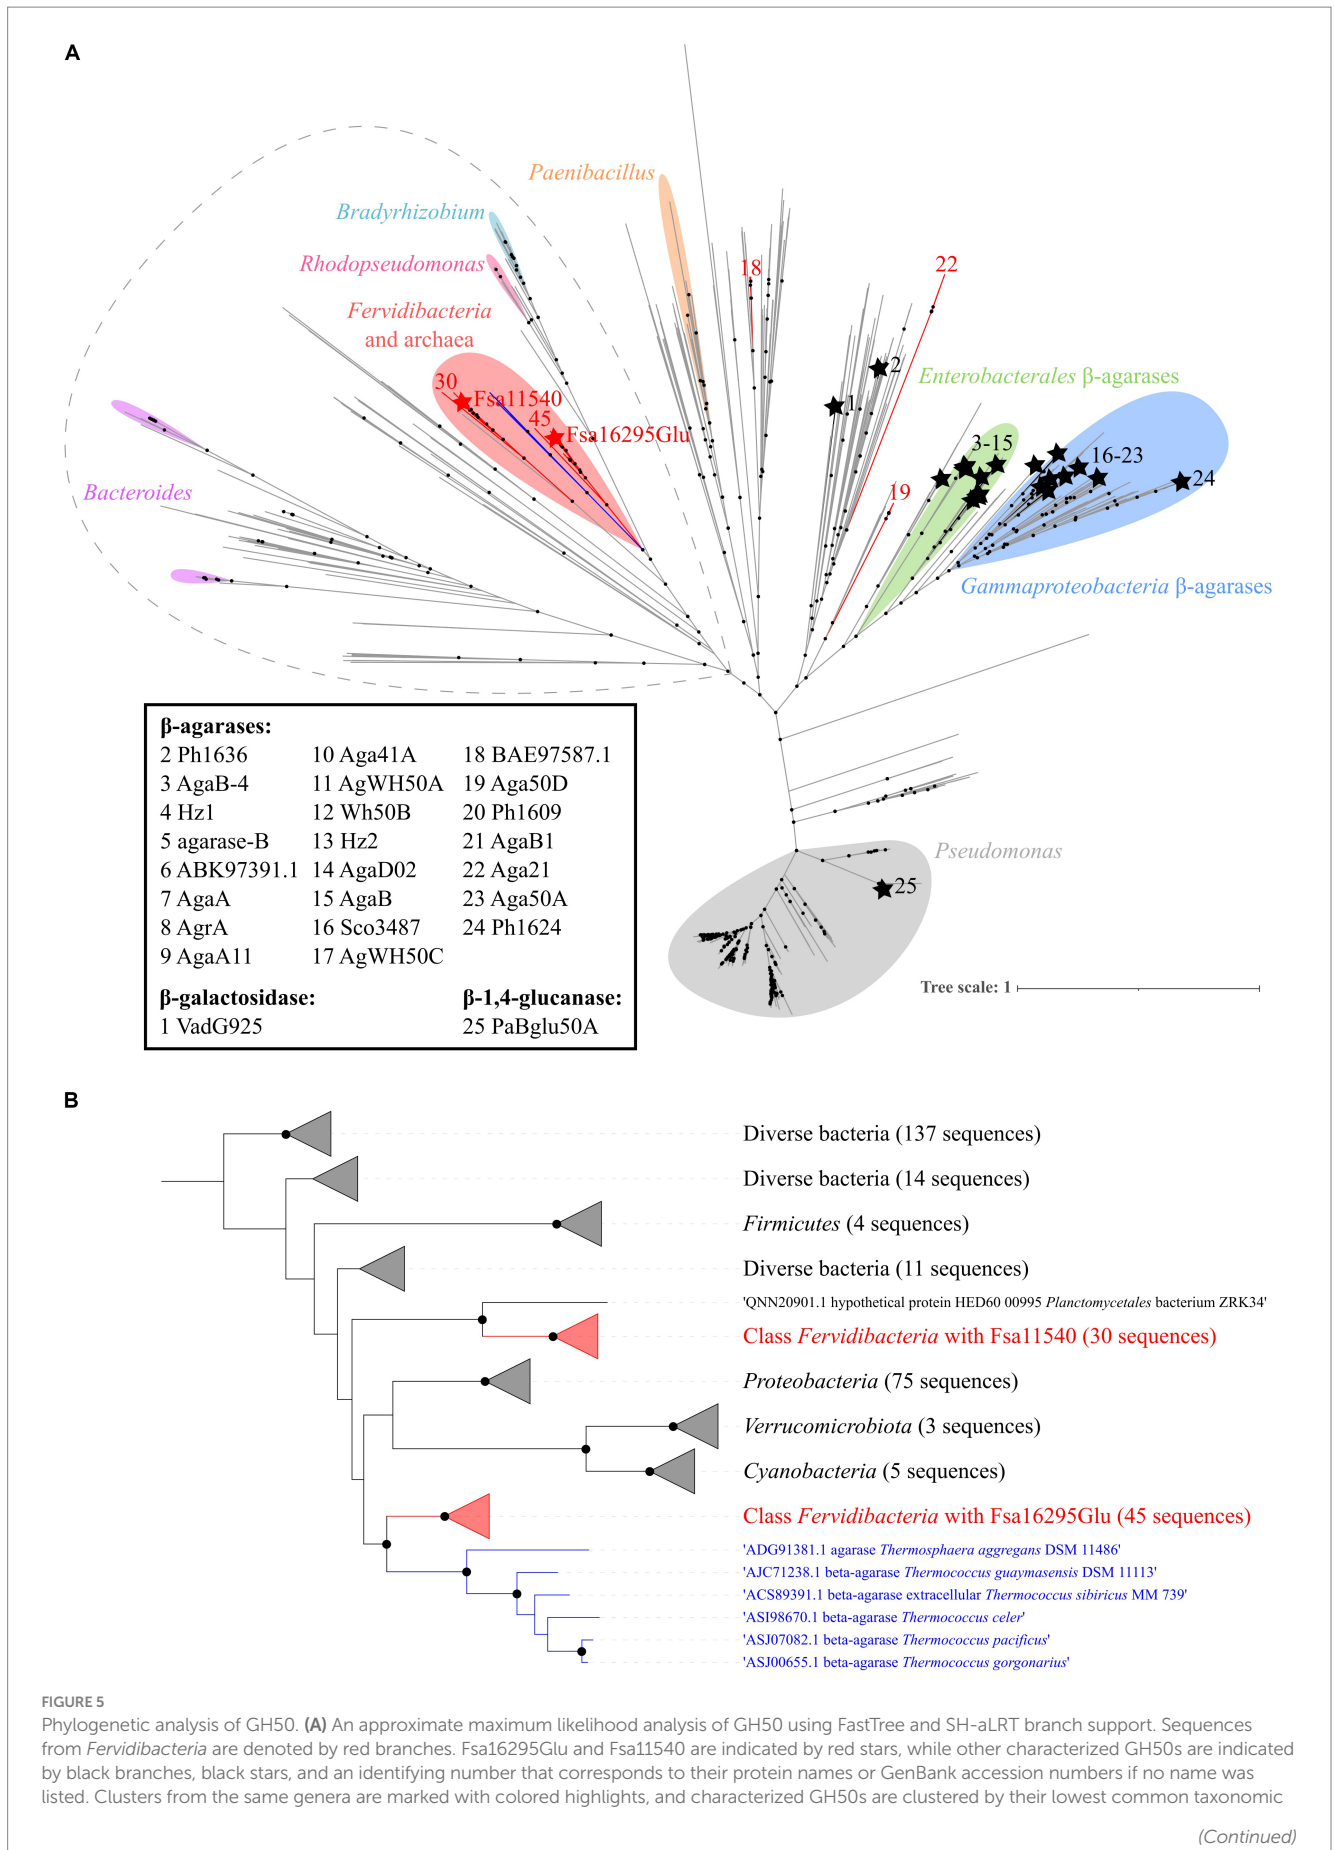 A
Paenibacillus
Bradyrhizobium
Rhodopseudomonas
18
22
Fervidibacteria
and archaea
30
Fsa11540
45
Fsa16295Glu
2
1
Enterobacterales β-agarases
3-15
16-23
24
19
Bacteroides
Gammaproteobacteria β-agarases
β-agarases:
2 Ph1636 10 Aga41A 18 BAE97587.1
3 AgaB-4 11 AgWH50A 19 Aga50D
4 Hz1 12 Wh50B 20 Ph1609
5 agarase-B 13 Hz2 21 AgaB1
6 ABK97391.1 14 AgaD02 22 Aga21
7 AgaA 15 AgaB 23 Aga50A
8 AgrA 16 Sco3487 24 Ph1624
9 AgaA11 17 AgWH50C
β-galactosidase: β-1,4-glucanase:
1 VadG925 25 PaBglu50A
Pseudomonas
25
Tree scale: 1
B
Diverse bacteria (137 sequences)
Diverse bacteria (14 sequences)
Firmicutes (4 sequences)
Diverse bacteria (11 sequences)
'QNN20901.1 hypothetical protein HED60 00995 Planctomycetales bacterium ZRK34'
Class Fervidibacteria with Fsa11540 (30 sequences)
Proteobacteria (75 sequences)
Verrucomicrobiota (3 sequences)
Cyanobacteria (5 sequences)
Class Fervidibacteria with Fsa16295Glu (45 sequences)
'ADG91381.1 agarase Thermosphaera aggregans DSM 11486'
'AJC71238.1 beta-agarase Thermococcus guaymasensis DSM 11113'
'ACS89391.1 beta-agarase extracellular Thermococcus sibiricus MM 739'
'ASI98670.1 beta-agarase Thermococcus celer'
'ASJ07082.1 beta-agarase Thermococcus pacificus'
'ASJ00655.1 beta-agarase Thermococcus gorgonarius'
FIGURE 5
Phylogenetic analysis of GH50. (A) An approximate maximum likelihood analysis of GH50 using FastTree and SH-aLRT branch support. Sequences
from Fervidibacteria are denoted by red branches. Fsa16295Glu and Fsa11540 are indicated by red stars, while other characterized GH50s are indicated
by black branches, black stars, and an identifying number that corresponds to their protein names or GenBank accession numbers if no name was
listed. Clusters from the same genera are marked with colored highlights, and characterized GH50s are clustered by their lowest common taxonomic
(Continued)